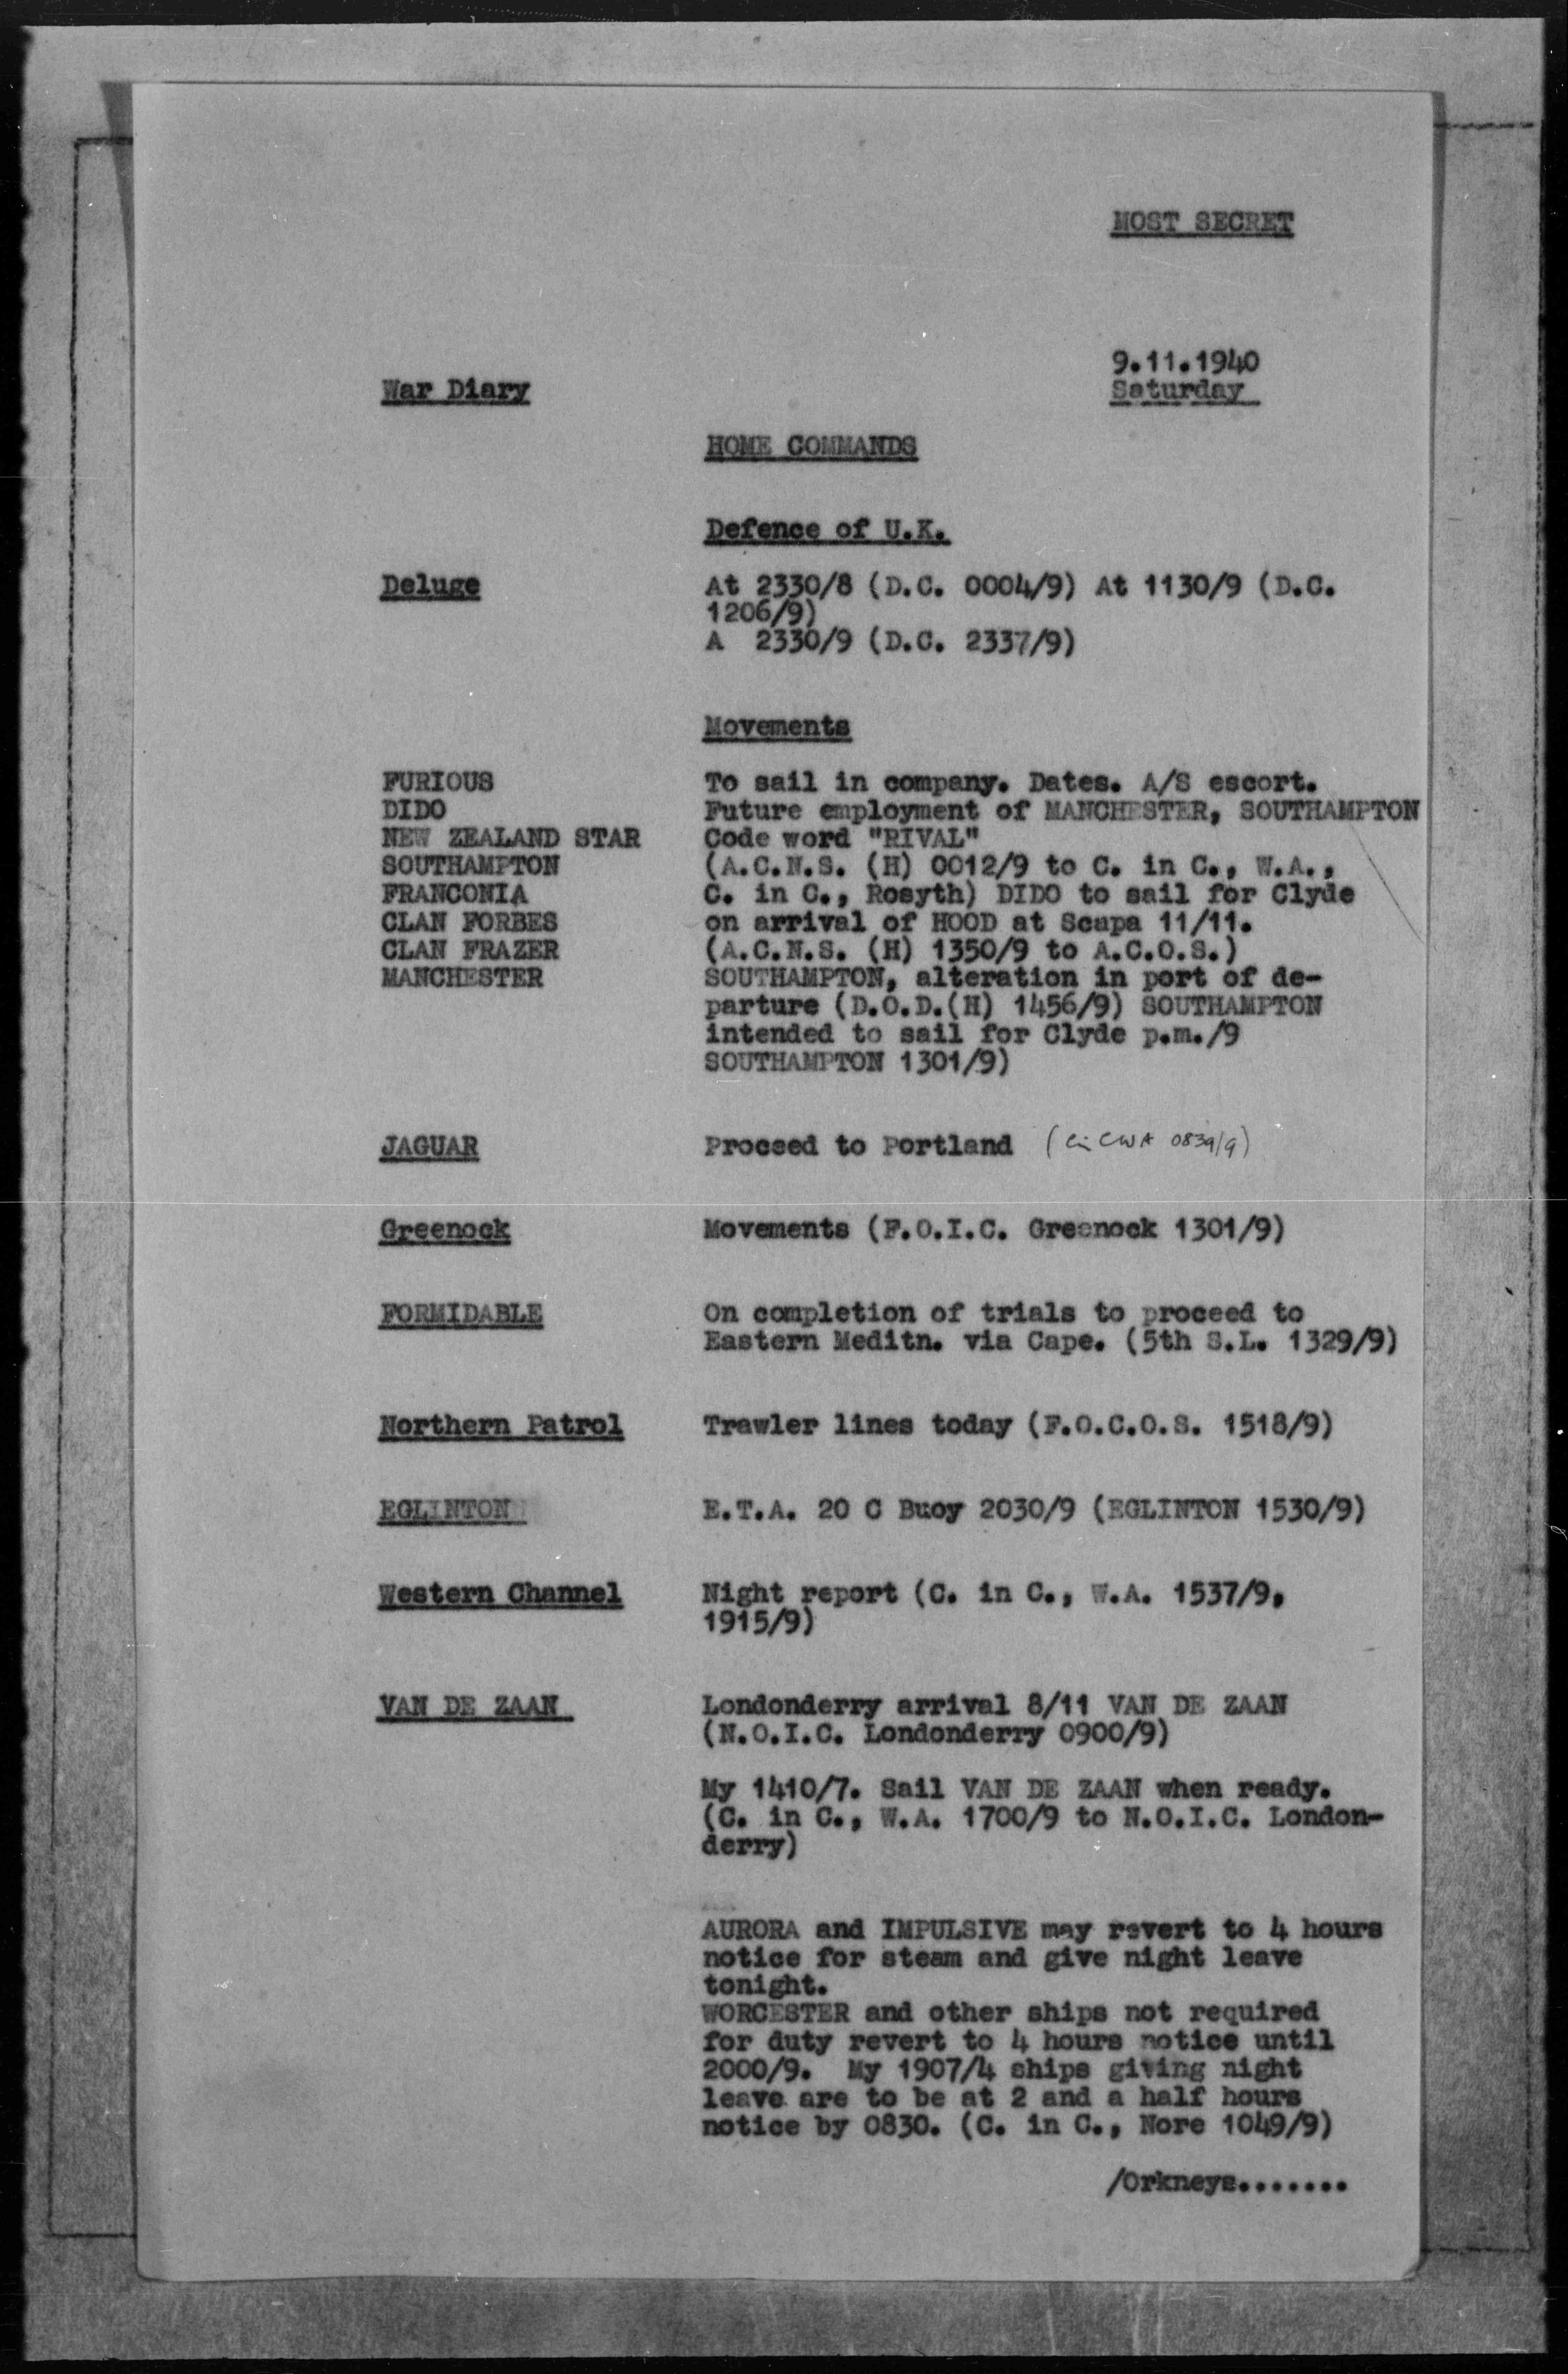 MOST SECRET
9.11.1940
War Diary
Saturday
HOME COMMANDS
Defence of U.K.
Deluge At 2330/8 (D.C. 0004/9) At 1130/9 (D.C.
1206/9)
A 2330/9 (D.C. 2337/9)
Movements
FURIOUS To sail in company. Dates. A/S escort.
DIDO Future employment of MANCHESTER, SOUTHAMPTON
NEW ZEALAND STAR Code word "RIVAL"
SOUTHAMPTON (A.C.N.S. (H) 0012/9 to C. in C., W.A.,
FRANCONIA C. in C., Rosyth) DIDO to sail for Clyde
CLAN FORBES on arrival of HOOD at Scapa 11/11.
CLAN FRAZER (A.C.N.S. (H) 1350/9 to A.C.O.S.)
MANCHESTER SOUTHAMPTON, alteration in port of de-
parture (D.O.D.(H) 1456/9) SOUTHAMPTON
intended to sail for Clyde p.m./9
SOUTHAMPTON 1301/9)
JAGUAR Proceed to Portland ( CWA 0839/9)
Greenock Movements (F.O.I.C. Greenock 1301/9)
FORMIDABLE On completion of trials to proceed to
Eastern Meditn. via Cape. (5th S.L. 1329/9)
Northern Patrol Trawler lines today (F.O.C.O.S. 1518/9)
EGLINTON E.T.A. 20 C Buoy 2030/9 (EGLINTON 1530/9)
Western Channel Night report (C. in C., W.A. 1537/9,
1915/9)
VAN DE ZAAN Londonderry arrival 8/11 VAN DE ZAAN
(N.O.I.C. Londonderry 0900/9)
My 1410/7. Sail VAN DE ZAAN when ready.
(C. in C., W.A. 1700/9 to N.O.I.C. London-
derry)
AURORA and IMPULSIVE may revert to 4 hours
notice for steam and give night leave
tonight.
WORCESTER and other ships not required
for duty revert to 4 hours notice until
2000/9. My 1907/4 ships giving night
leave are to be at 2 and a half hours
notice by 0830. (C. in C., Nore 1049/9)
/Orkneys.......